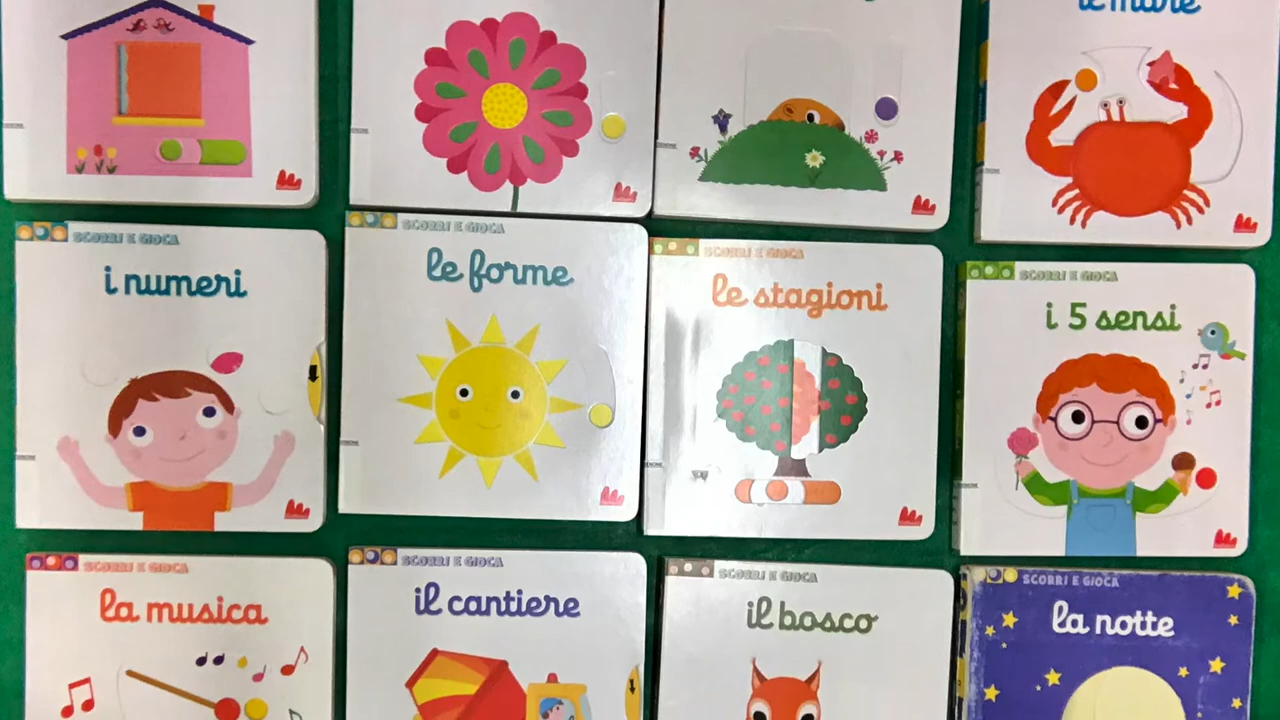 il mare
SCORRI E GIOCA
i numeri
SCORRI E GIOCA
le forme
SCORRI E GIOCA
le stagioni
SCORRI E GIOCA
i 5 sensi
SCORRI E GIOCA
la musica
SCORRI E GIOCA
il cantiere
SCORRI E GIOCA
il bosco
SCORRI E GIOCA
la notte